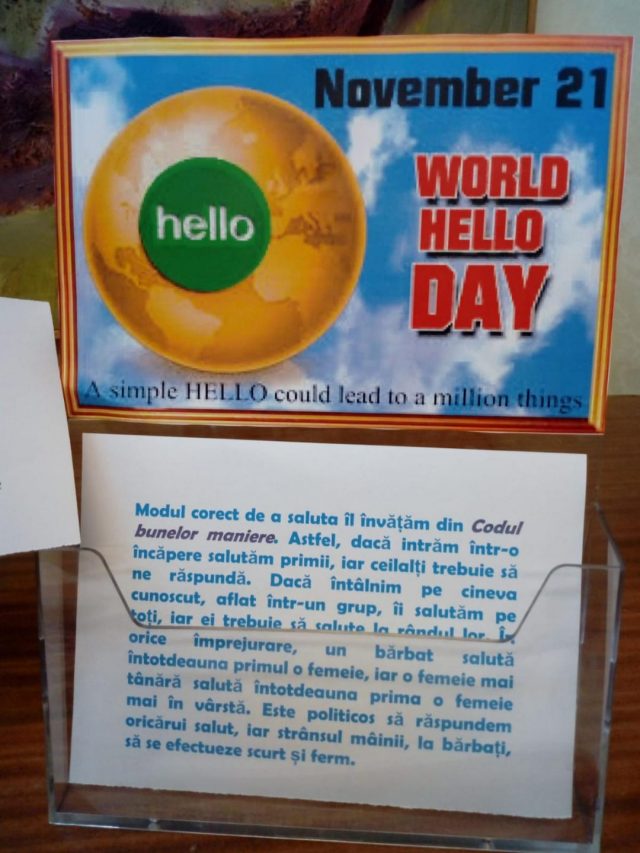 November 21
hello
WORLD
HELLO
DAY
A simple HELLO could lead to a million things
Modul corect de a saluta îl învățăm din Codul
bunelor maniere. Astfel, dacă intrăm într-o
încăpere salutăm primii, iar ceilalți trebuie să
ne răspundă. Dacă întâlnim pe cineva
cunoscut, aflat într-un grup, îi salutăm pe
toți, iar ei trebuie să salute la rândul lor. În
orice împrejurare, un bărbat salută
întotdeauna primul o femeie, iar o femeie mai
tânără salută întotdeauna prima o femeie
mai în vârstă. Este politicos să răspundem
oricărui salut, iar strânsul mâinii, la bărbați,
să se efectueze scurt și ferm.